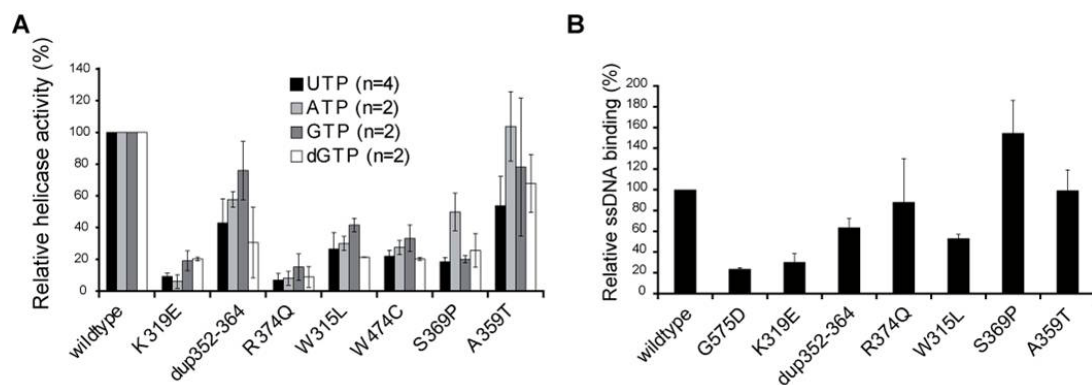 A
Relative helicase activity (%)
140
120
100
80
60
40
20
0
UTP (n=4)
ATP (n=2)
GTP (n=2)
dGTP (n=2)
wildtype
K319E
dup352-364
R374Q
W315L
W474C
S369P
A359T
B
Relative ssDNA binding (%)
200
180
160
140
120
100
80
60
40
20
0
wildtype
G575D
K319E
dup352-364
R374Q
W315L
S369P
A359T